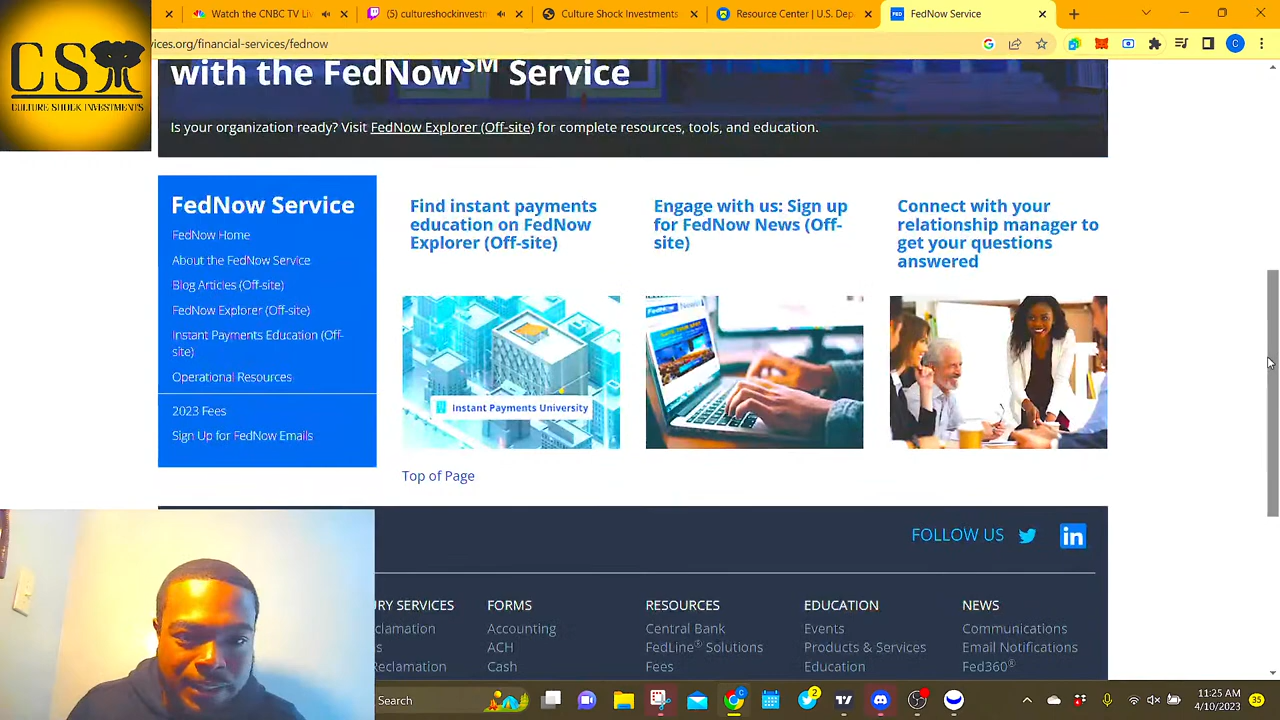 Watch the CNBC TV Li
(5) cultureshockinvestm
Culture Shock Investments
Resource Center | U.S. Dep
FedNow Service
CS
CULTURE SHOCK INVESTMENTS
vices.org/financial-services/fednow
with the FedNow℠ Service
Is your organization ready? Visit FedNow Explorer (Off-site) for complete resources, tools, and education.
FedNow Service
FedNow Home
About the FedNow Service
Blog Articles (Off-site)
FedNow Explorer (Off-site)
Instant Payments Education (Off-
site)
Operational Resources
2023 Fees
Sign Up for FedNow Emails
Find instant payments
education on FedNow
Explorer (Off-site)
Instant Payments University
Engage with us: Sign up
for FedNow News (Off-
site)
Connect with your
relationship manager to
get your questions
answered
Top of Page
FOLLOW US
RY SERVICES
clamation
s
Reclamation
FORMS
Accounting
ACH
Cash
RESOURCES
Central Bank
FedLine® Solutions
Fees
EDUCATION
Events
Products & Services
Education
NEWS
Communications
Email Notifications
Fed360®
Search
2
11:25 AM
4/10/2023
35